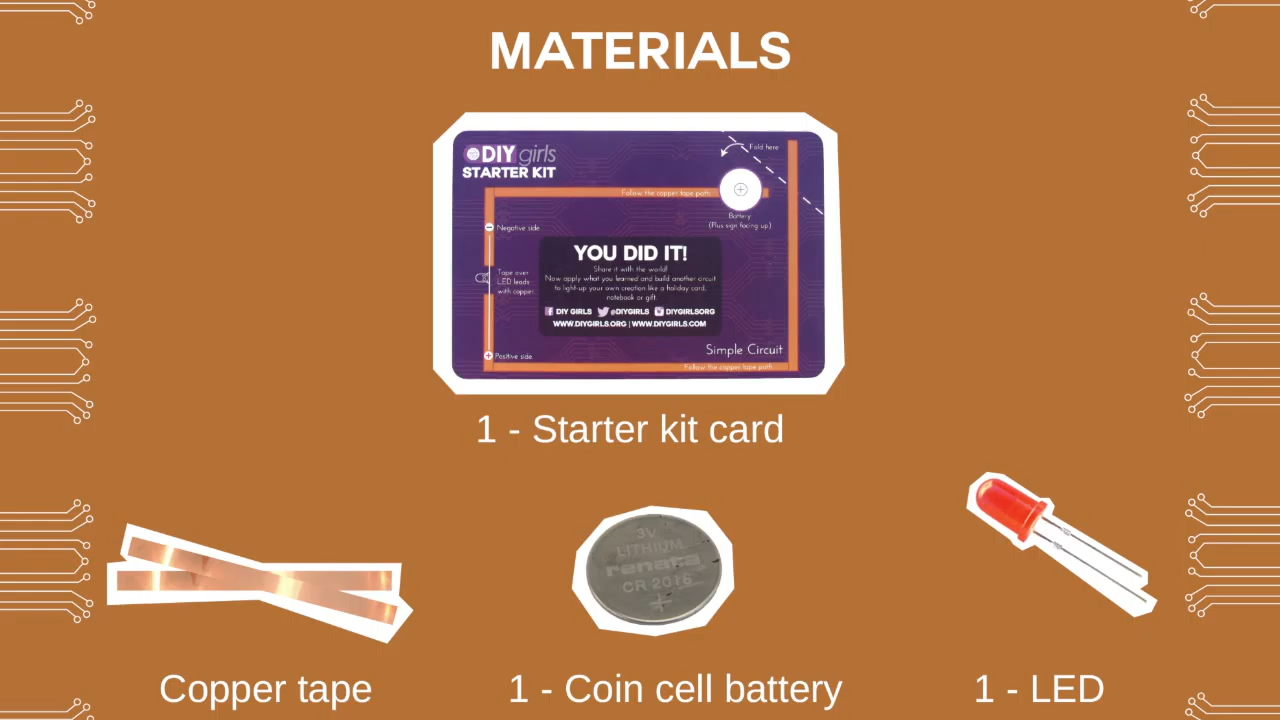 MATERIALS
DIY girls
STARTER KIT
Fold here
Follow the copper tape path.
Battery
(Plus sign facing up)
Negative side
Tape over
LED leads
with copper.
YOU DID IT!
Share it with the world!
Now apply what you learned and build another circuit
to light-up your own creation like a holiday card,
notebook or gift.
DIY GIRLS @DIYGIRLS DIYGIRLSORG
WWW.DIYGIRLS.ORG | WWW.DIYGIRLS.COM
Simple Circuit
Positive side.
Follow the copper tape path.
1 - Starter kit card
3V
LITHIUM
renata
CR 2016
+
Copper tape
1 - Coin cell battery
1 - LED